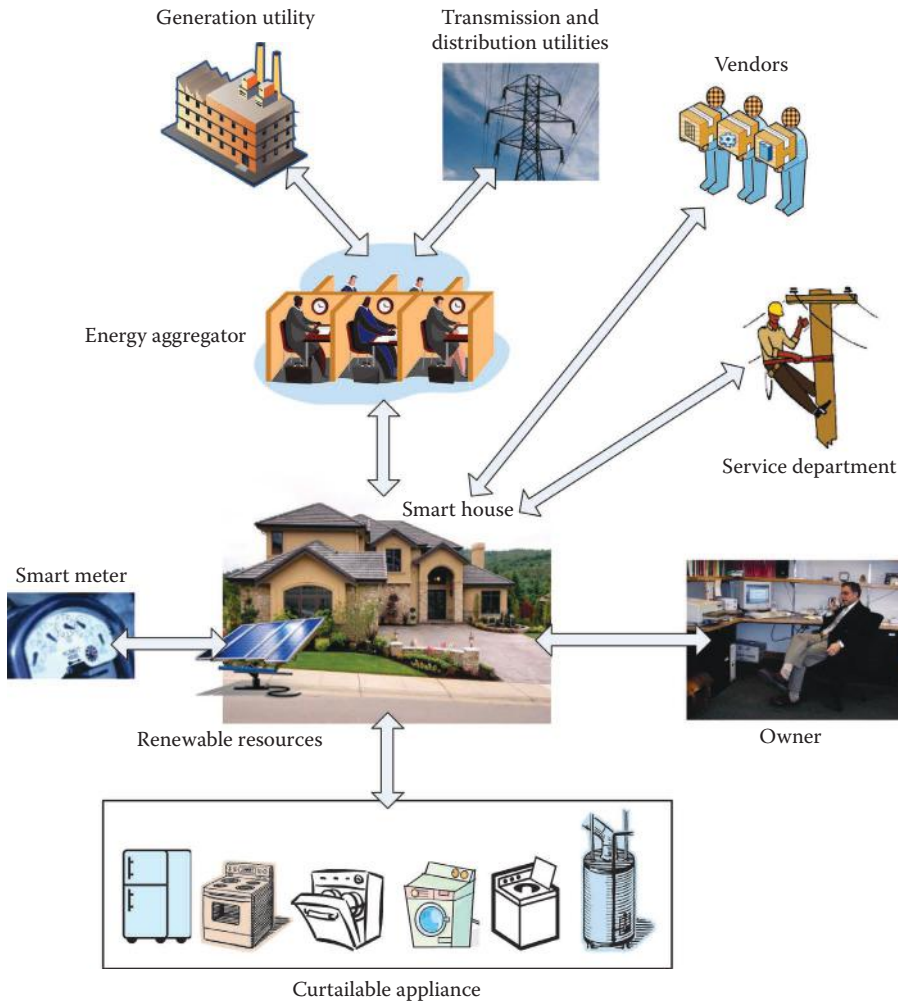 Generation utility
Transmission and
distribution utilities
Vendors
Energy aggregator
Service department
Smart house
Smart meter
Renewable resources
Owner
Curtailable appliance